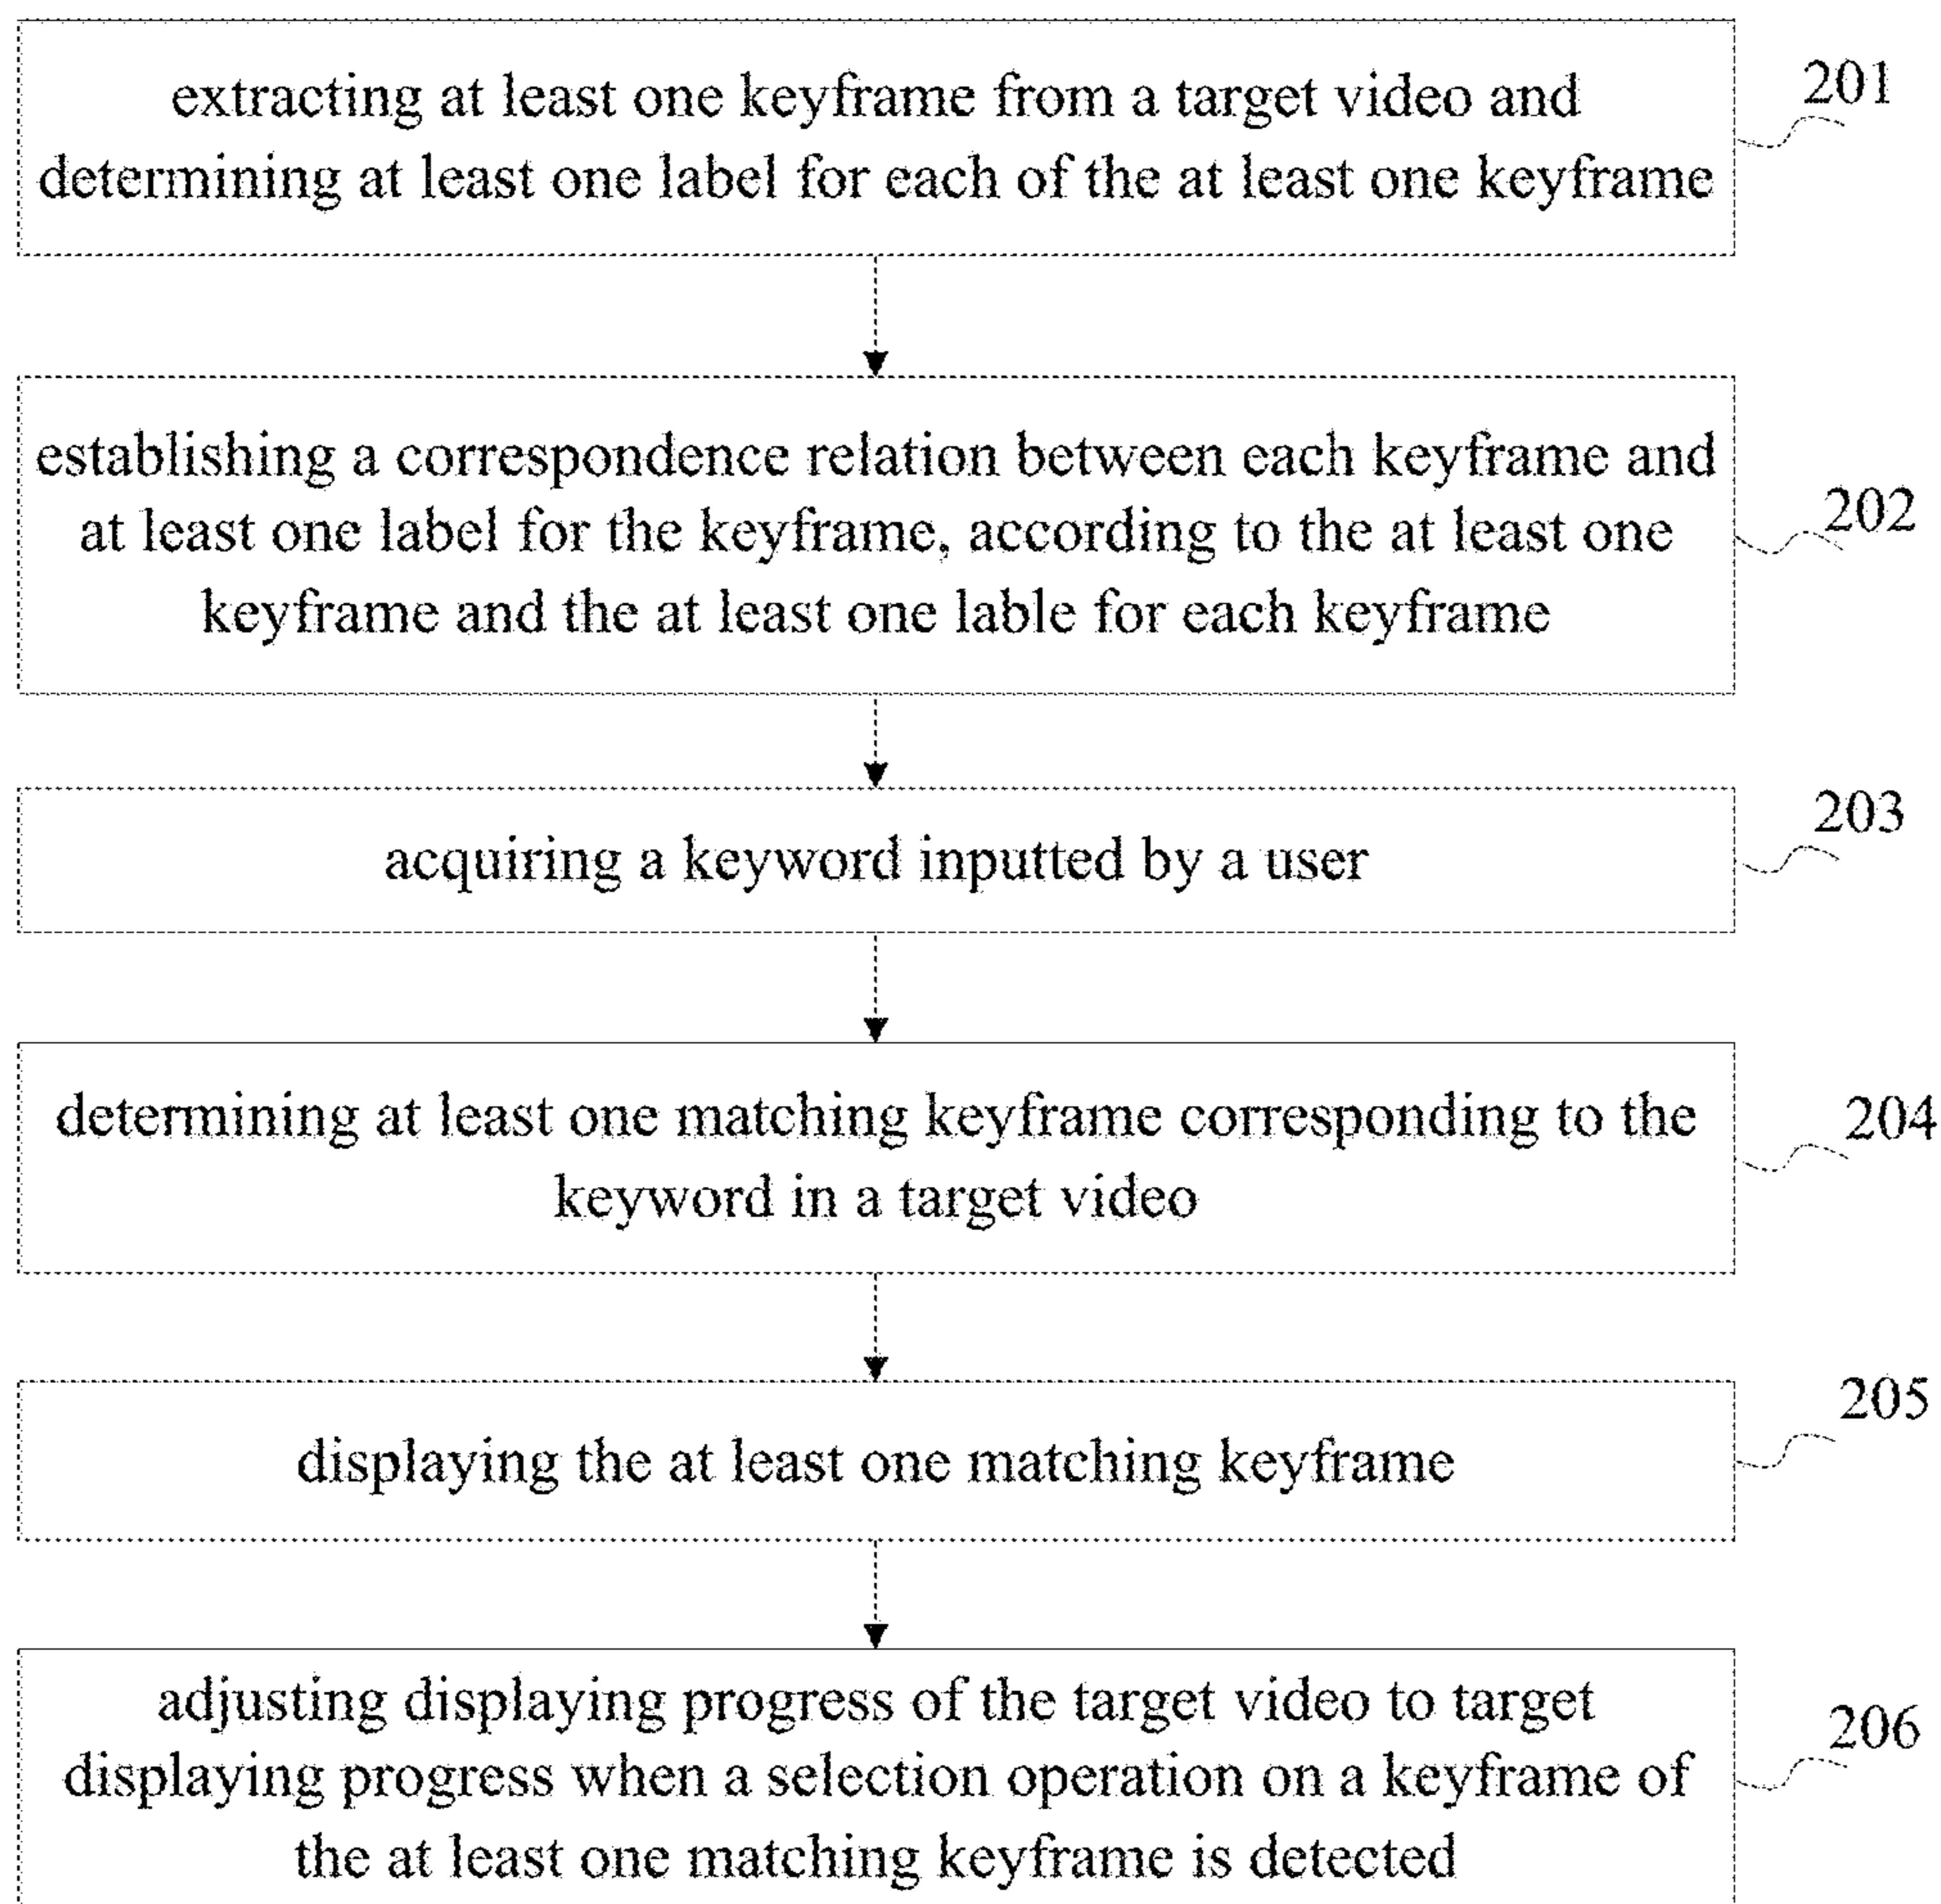 extracting at least one keyframe from a target video and
determining at least one label for each of the at least one keyframe
201
establishing a correspondence relation between each keyframe and
at least one label for the keyframe, according to the at least one
keyframe and the at least one lable for each keyframe
202
acquiring a keyword inputted by a user
203
determining at least one matching keyframe corresponding to the
keyword in a target video
204
displaying the at least one matching keyframe
205
adjusting displaying progress of the target video to target
displaying progress when a selection operation on a keyframe of
the at least one matching keyframe is detected
206